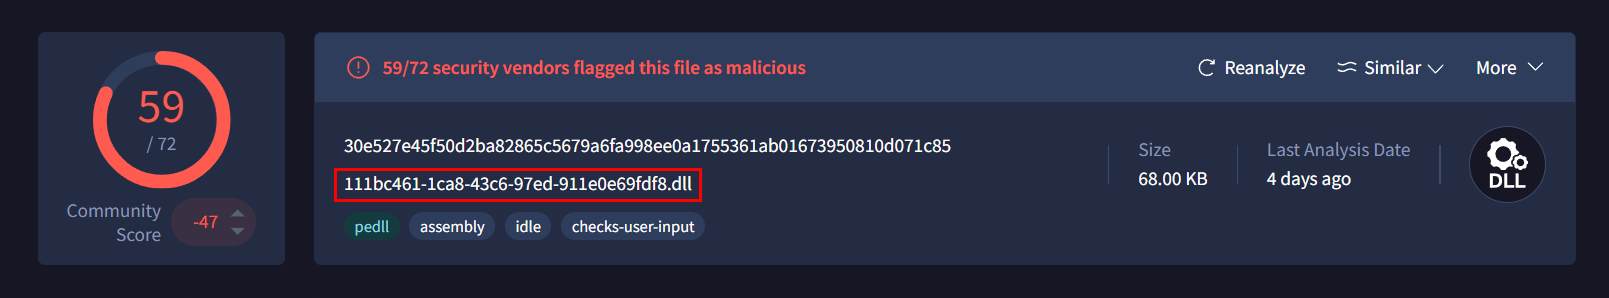 59
/ 72
Community
Score
-47
59/72 security vendors flagged this file as malicious
Reanalyze
Similar
More
30e527e45f50d2ba82865c5679a6fa998ee0a1755361ab01673950810d071c85
111bc461-1ca8-43c6-97ed-911e0e69fdf8.dll
pedll
assembly
idle
checks-user-input
Size
68.00 KB
Last Analysis Date
4 days ago
DLL